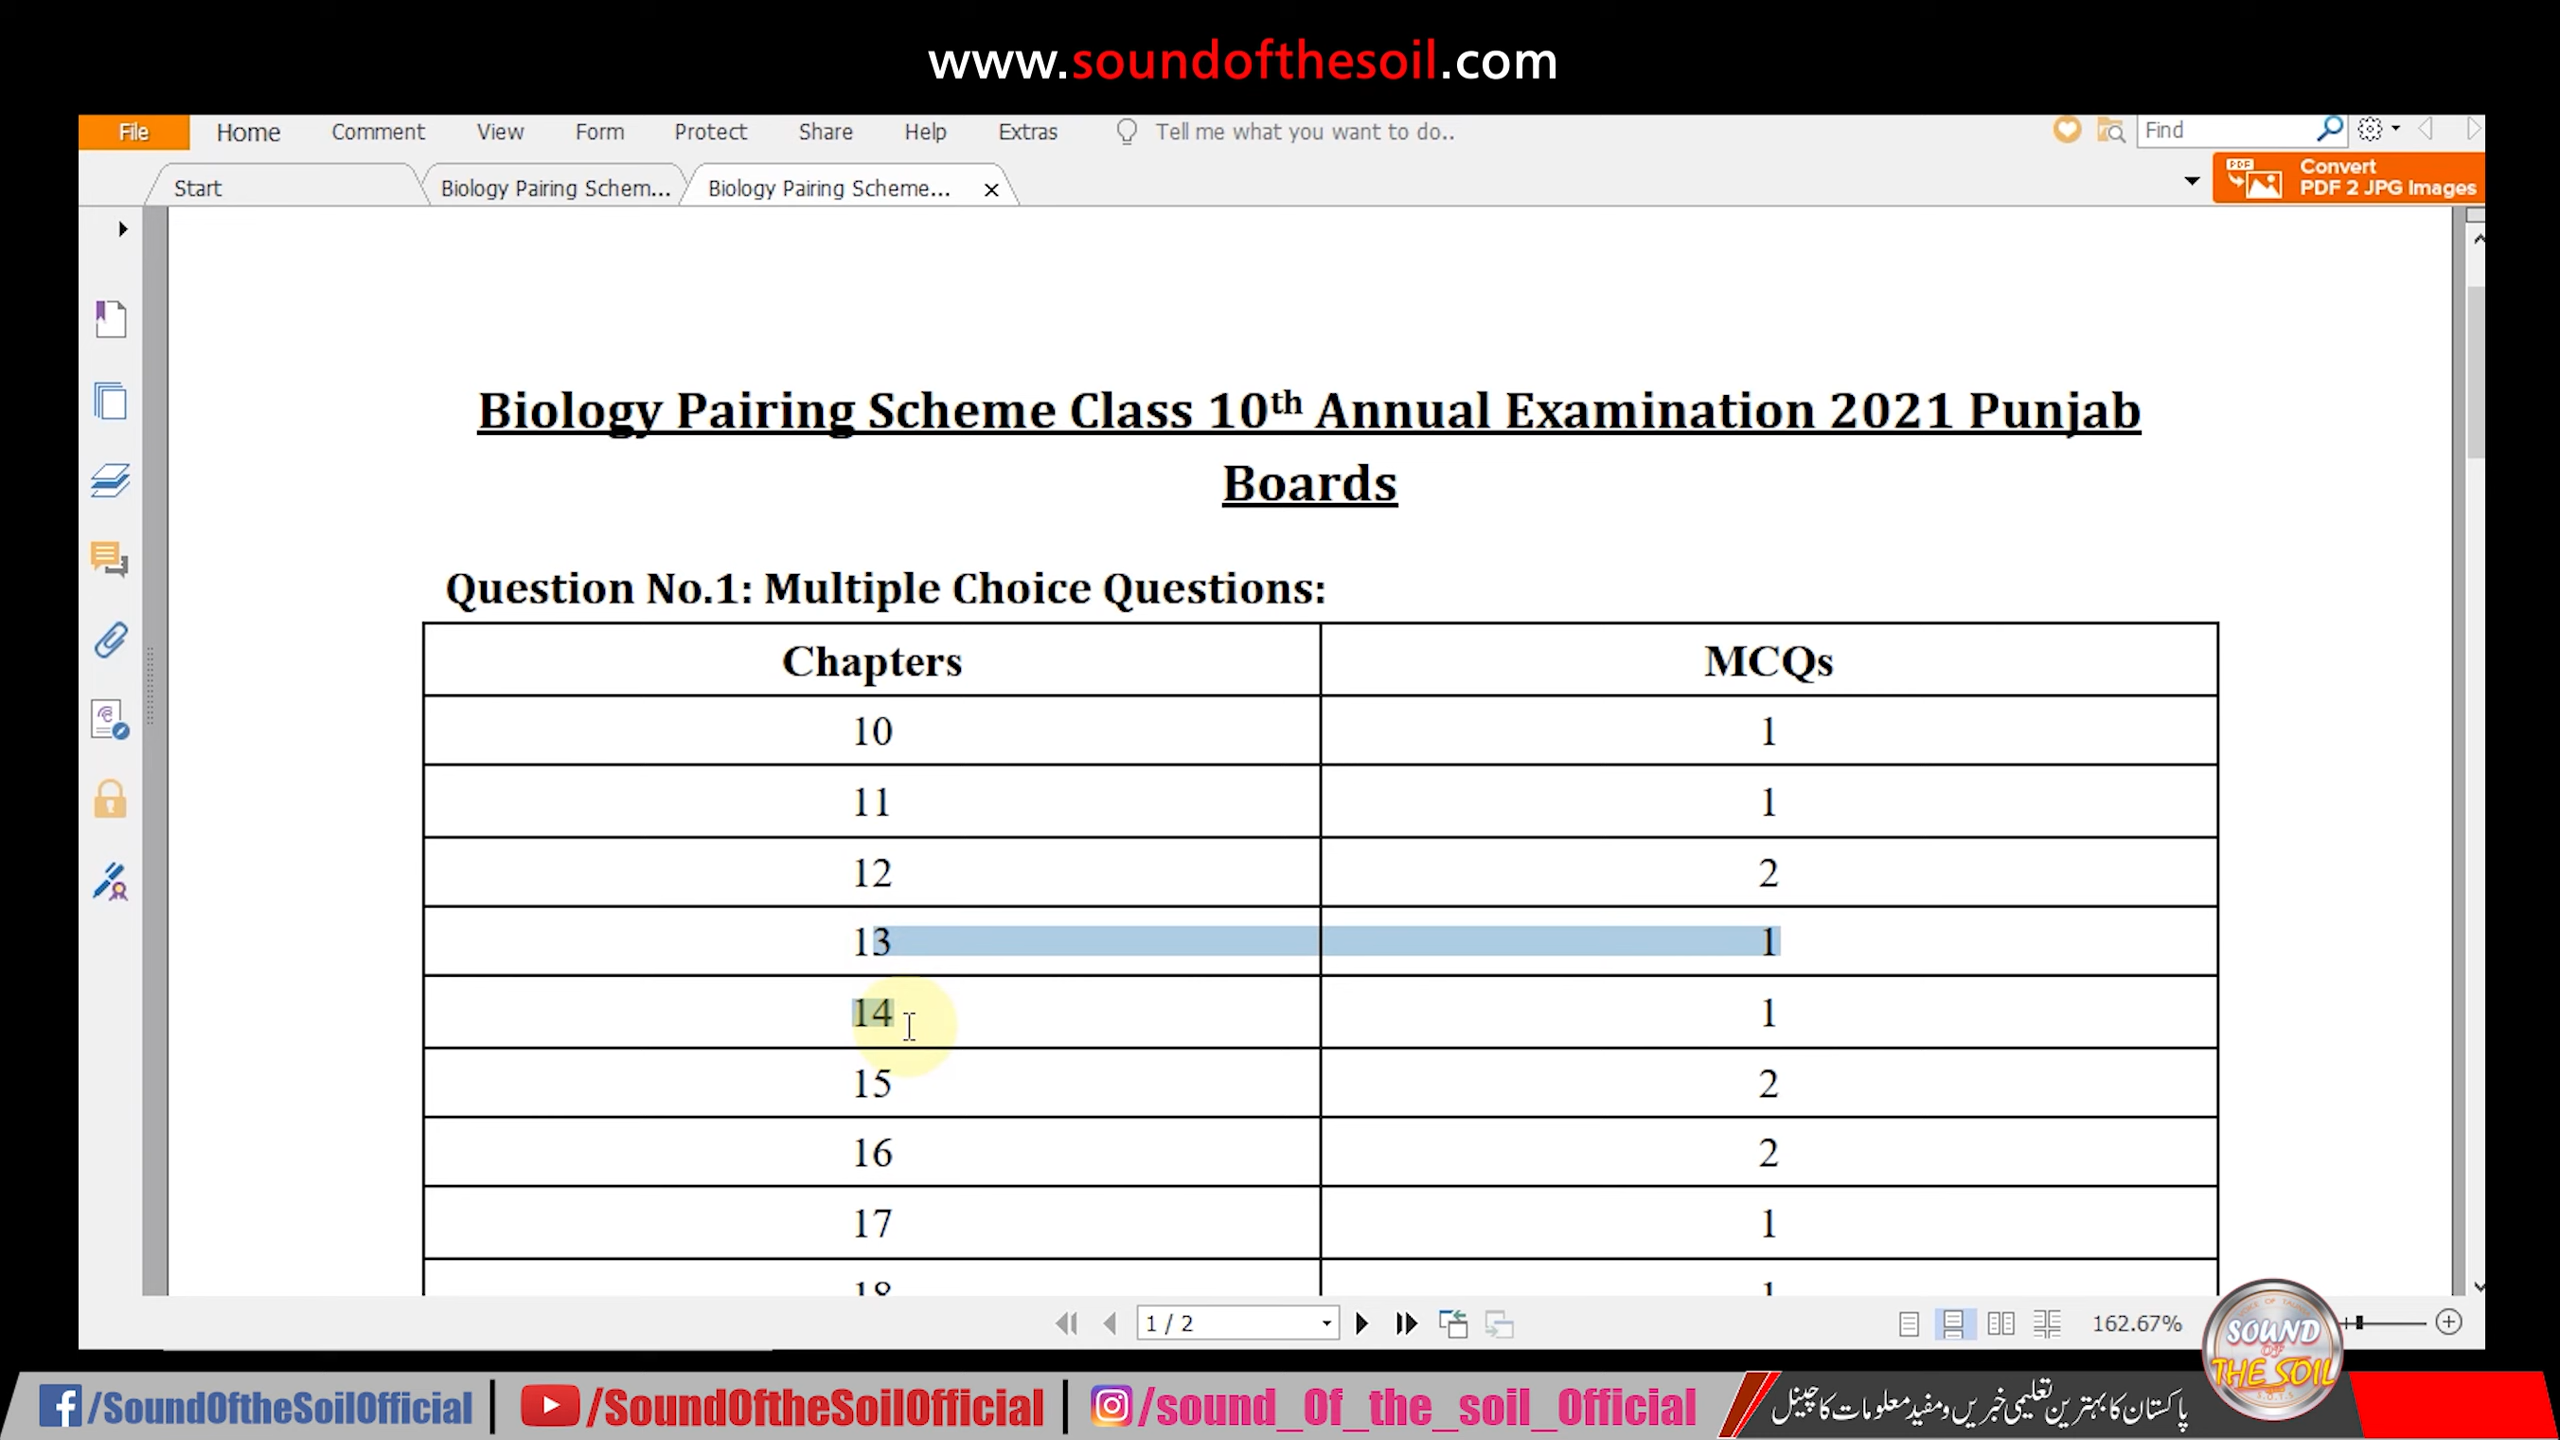 www.soundofthesoil.com
File Home Comment View Form Protect Share Help Extras Tell me what you want to do.. Find
Start Biology Pairing Schem... Biology Pairing Scheme...
PDF Convert
PDF 2 JPG Images
Biology Pairing Scheme Class 10th Annual Examination 2021 Punjab
Boards
Question No.1: Multiple Choice Questions:
Chapters MCQs
10 1
11 1
12 2
13 1
14 1
15 2
16 2
17 1
18 1
1 / 2 162.67%
SOUND
OF
THE SOIL
/SoundOftheSoilOfficial | /SoundOftheSoilOfficial | /sound_Of_the_soil_Official
پاکستان کا بہترین تعلیمی خبریں و مفید معلومات کا چینل